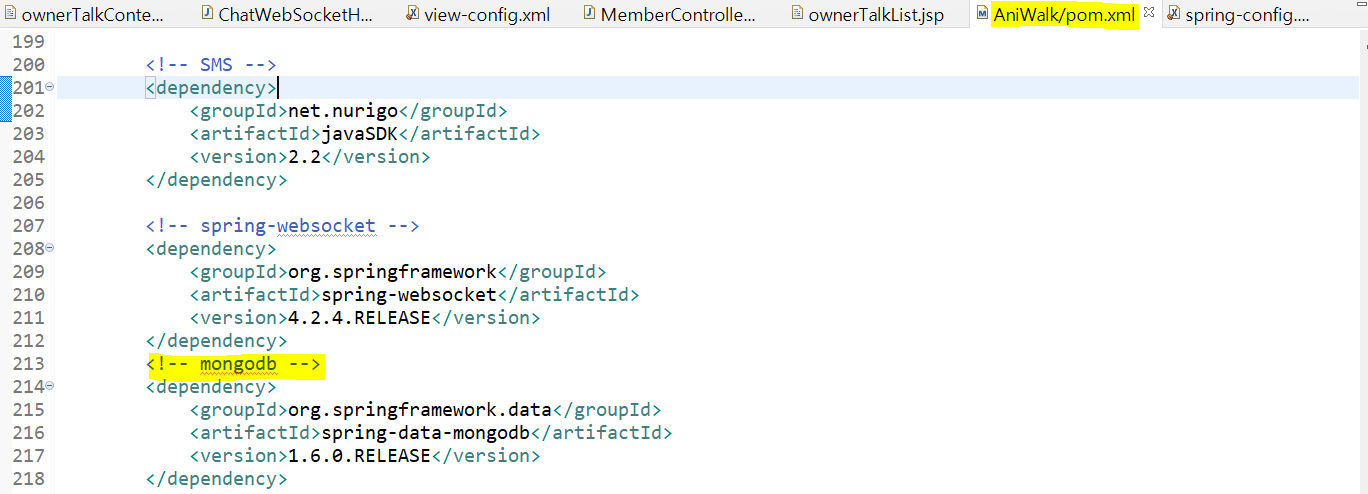 ownerTalkConte... ChatWebSocketH... view-config.xml MemberControlle... ownerTalkList.jsp AniWalk/pom.xml spring-config....
199
200 <!-- SMS -->
201 <dependency>
202 <groupId>net.nurigo</groupId>
203 <artifactId>javaSDK</artifactId>
204 <version>2.2</version>
205 </dependency>
206
207 <!-- spring-websocket -->
208 <dependency>
209 <groupId>org.springframework</groupId>
210 <artifactId>spring-websocket</artifactId>
211 <version>4.2.4.RELEASE</version>
212 </dependency>
213 <!-- mongodb -->
214 <dependency>
215 <groupId>org.springframework.data</groupId>
216 <artifactId>spring-data-mongodb</artifactId>
217 <version>1.6.0.RELEASE</version>
218 </dependency>